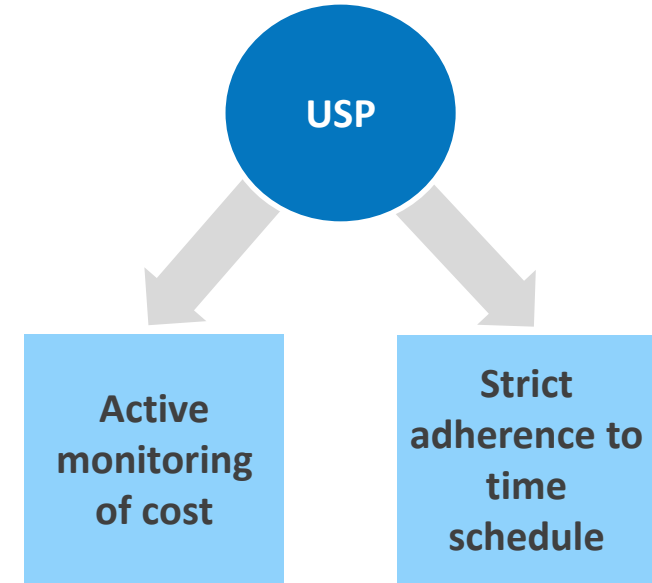 USP
Active
monitoring
of cost
Strict
adherence to
time
schedule